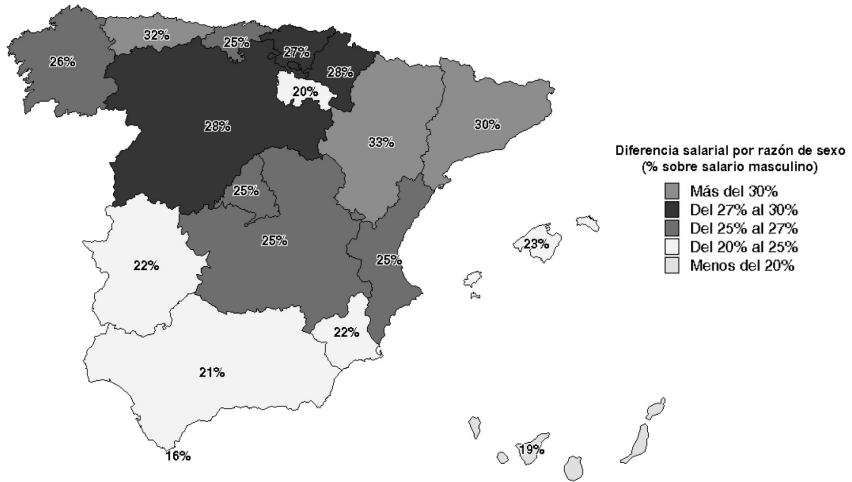 32%
25%
27%
26%
28%
20%
28%
33%
30%
Diferencia salarial por razón de sexo
(% sobre salario masculino)
Más del 30%
Del 27% al 30%
Del 25% al 27%
Del 20% al 25%
Menos del 20%
25%
25%
23%
25%
22%
22%
21%
16%
19%